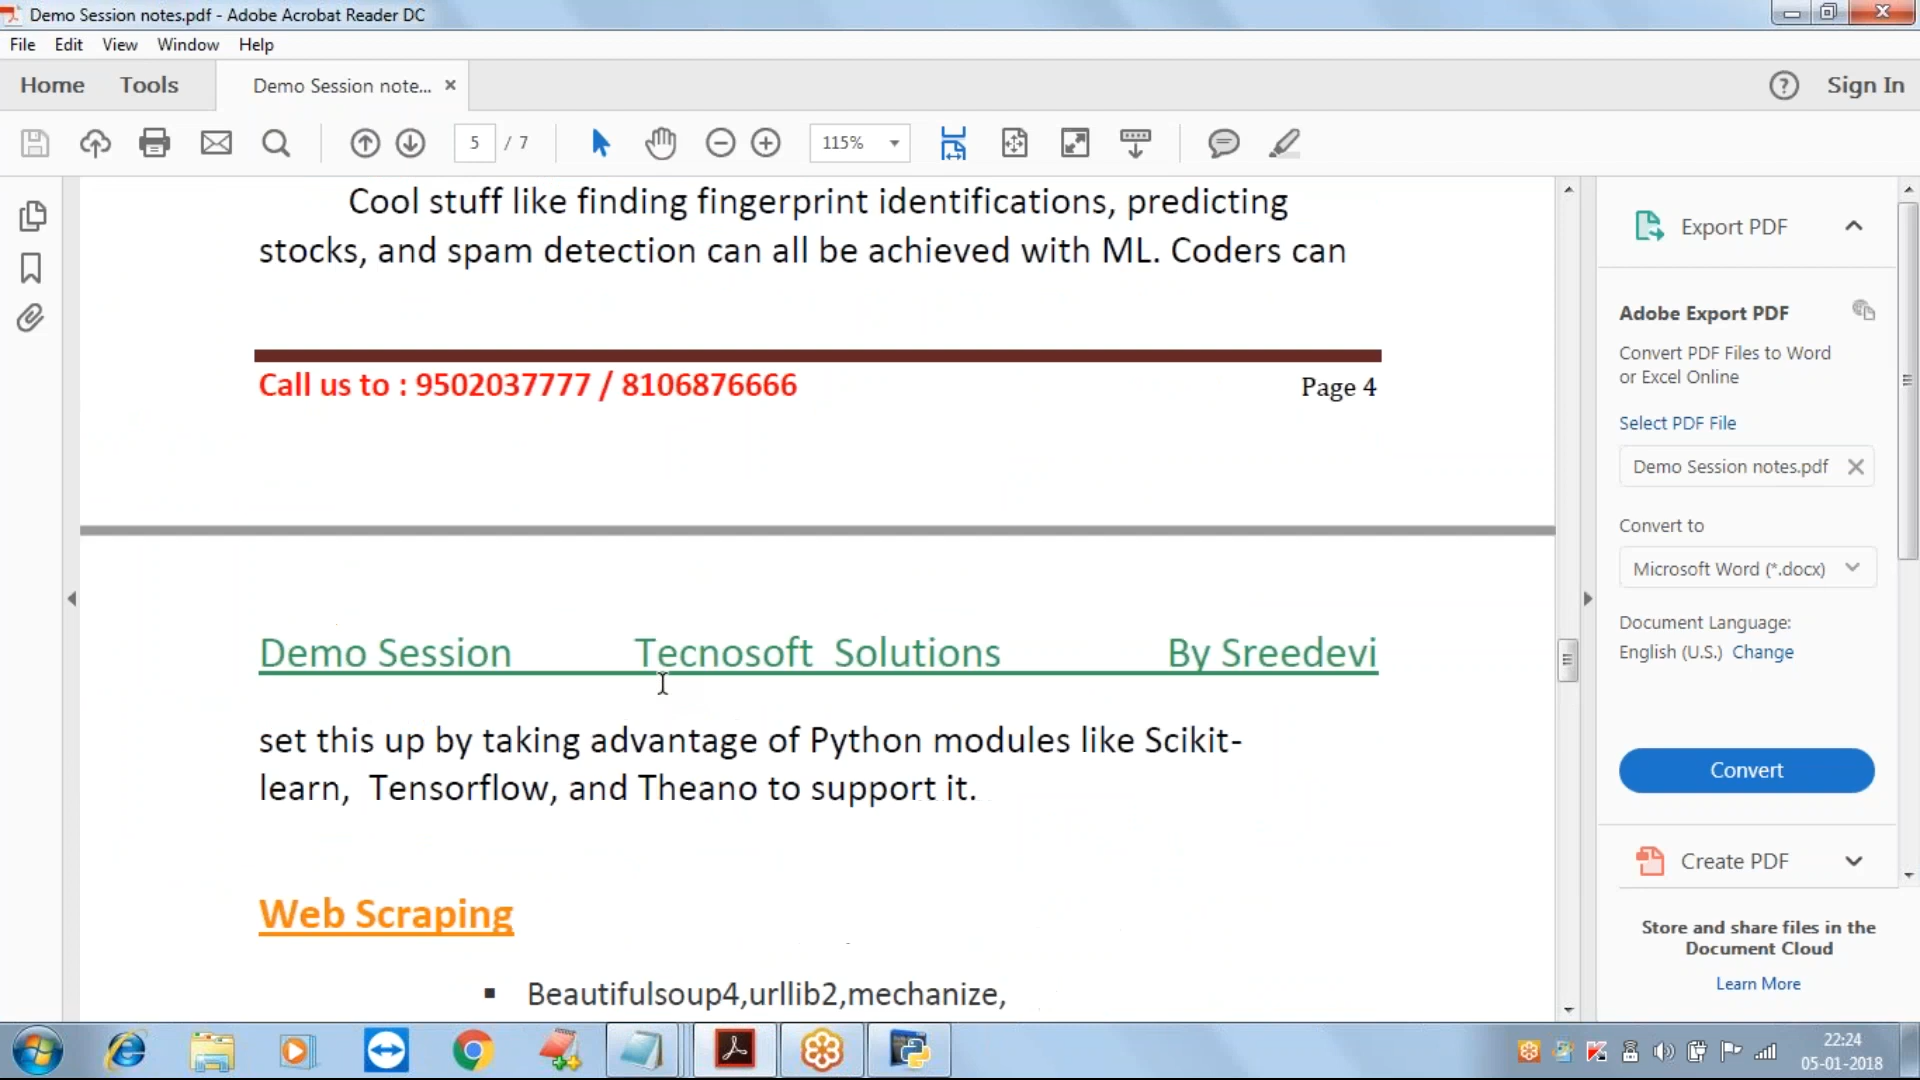 Demo Session notes.pdf - Adobe Acrobat Reader DC
File Edit View Window Help
Home Tools Demo Session note... × ? Sign In
5 / 7 115%
Cool stuff like finding fingerprint identifications, predicting
stocks, and spam detection can all be achieved with ML. Coders can
Call us to : 9502037777 / 8106876666 Page 4
Demo Session Tecnosoft Solutions By Sreedevi
set this up by taking advantage of Python modules like Scikit-
learn, Tensorflow, and Theano to support it.
Web Scraping
▪ Beautifulsoup4,urllib2,mechanize,
Export PDF
Adobe Export PDF
Convert PDF Files to Word
or Excel Online
Select PDF File
Demo Session notes.pdf
Convert to
Microsoft Word (*.docx)
Document Language:
English (U.S.) Change
Convert
Create PDF
Store and share files in the
Document Cloud
Learn More
22:24
05-01-2018